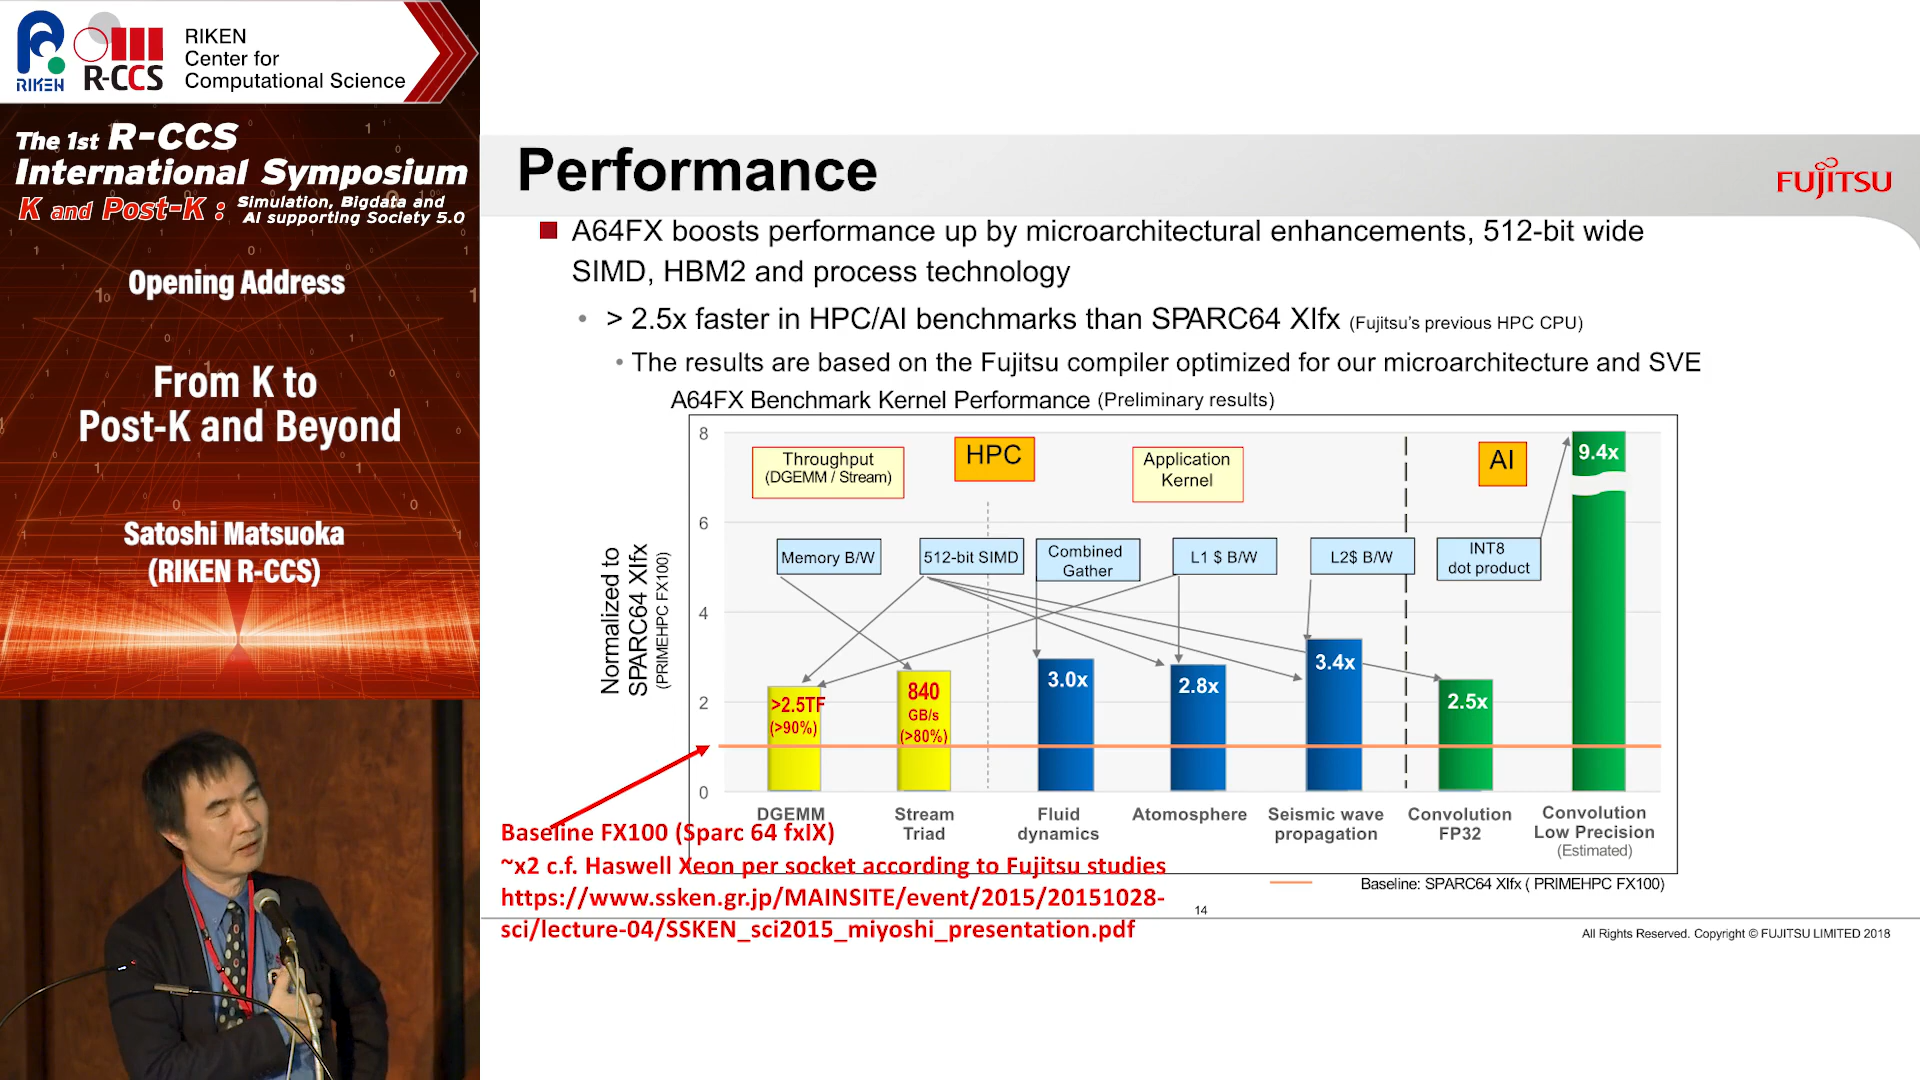 RIKEN
R-CCS
RIKEN
Center for
Computational Science
The 1st R-CCS
International Symposium
K and Post-K : Simulation, Bigdata and
AI supporting Society 5.0
Opening Address
From K to
Post-K and Beyond
Satoshi Matsuoka
(RIKEN R-CCS)
Performance
FUJITSU
A64FX boosts performance up by microarchitectural enhancements, 512-bit wide
SIMD, HBM2 and process technology
• > 2.5x faster in HPC/AI benchmarks than SPARC64 XIfx (Fujitsu's previous HPC CPU)
• The results are based on the Fujitsu compiler optimized for our microarchitecture and SVE
A64FX Benchmark Kernel Performance (Preliminary results)
Normalized to
SPARC64 XIfx
(PRIMEHPC FX100)
8
6
4
2
0
Throughput
(DGEMM / Stream)
HPC
Application
Kernel
AI
9.4x
Memory B/W
512-bit SIMD
Combined
Gather
L1 $ B/W
L2$ B/W
INT8
dot product
>2.5TF
(>90%)
840
GB/s
(>80%)
3.0x
2.8x
3.4x
2.5x
DGEMM
Stream
Triad
Fluid
dynamics
Atomosphere
Seismic wave
propagation
Convolution
FP32
Convolution
Low Precision
(Estimated)
Baseline FX100 (Sparc 64 fxIX)
~x2 c.f. Haswell Xeon per socket according to Fujitsu studies
https://www.ssken.gr.jp/MAINSITE/event/2015/20151028-
sci/lecture-04/SSKEN_sci2015_miyoshi_presentation.pdf
Baseline: SPARC64 XIfx ( PRIMEHPC FX100)
14
All Rights Reserved. Copyright © FUJITSU LIMITED 2018